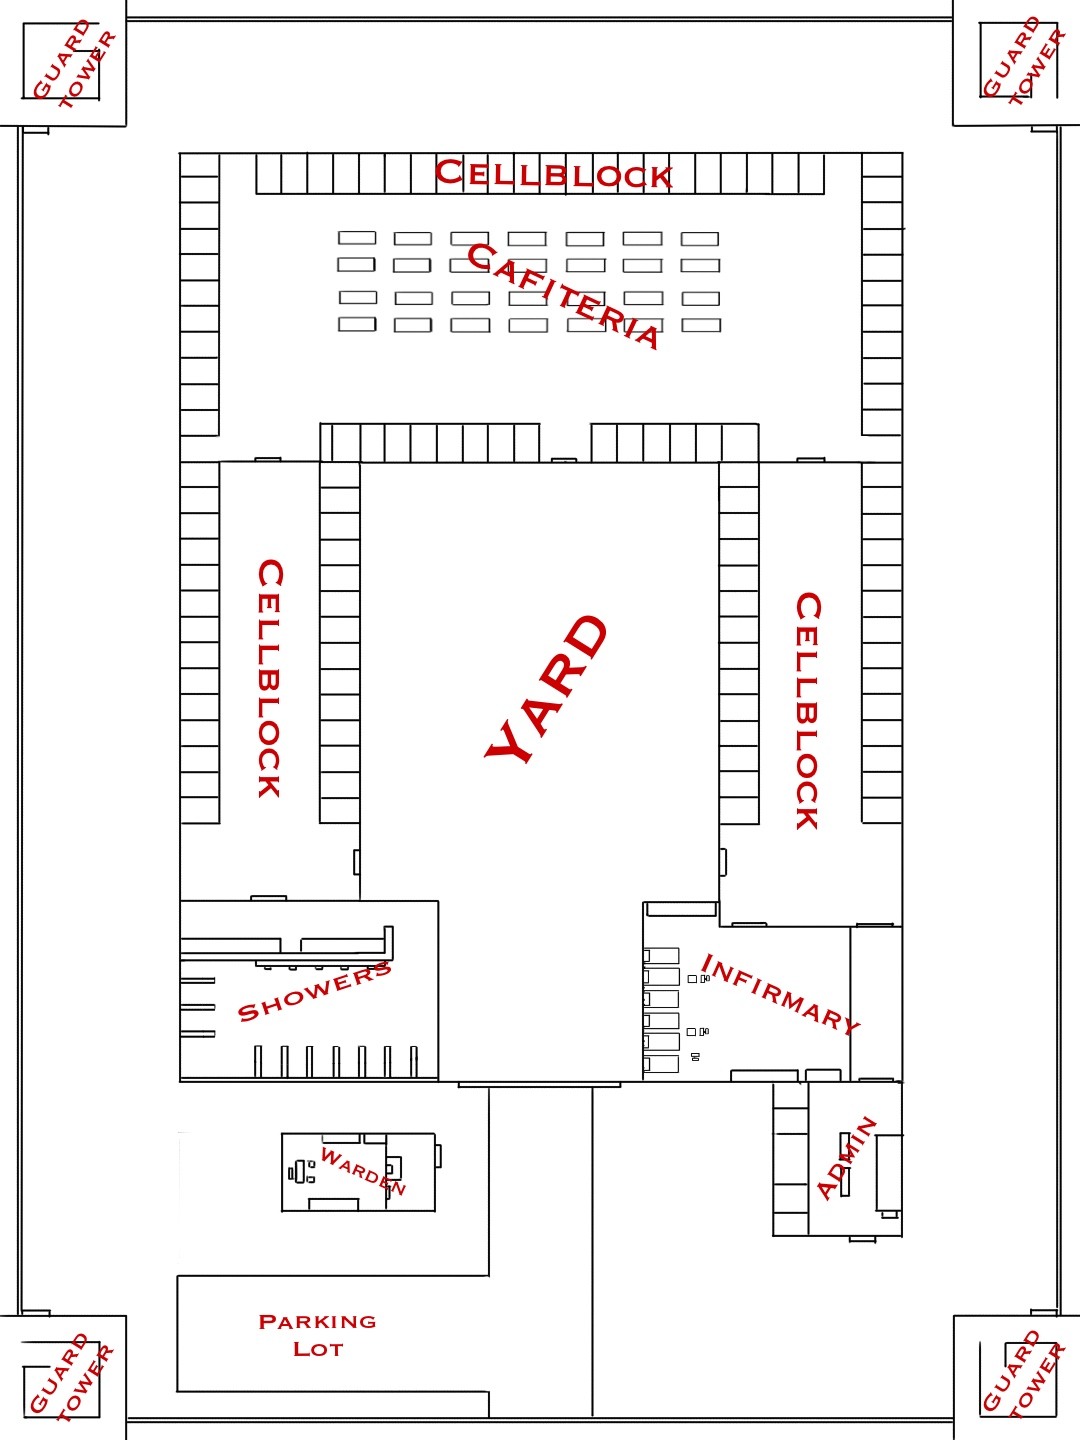 Guard
Tower
Guard
Tower
Cellblock
Cafiteria
Cellblock
Yard
Cellblock
Showers
Infirmary
Warden
Admin
Parking
Lot
Guard
Tower
Guard
Tower